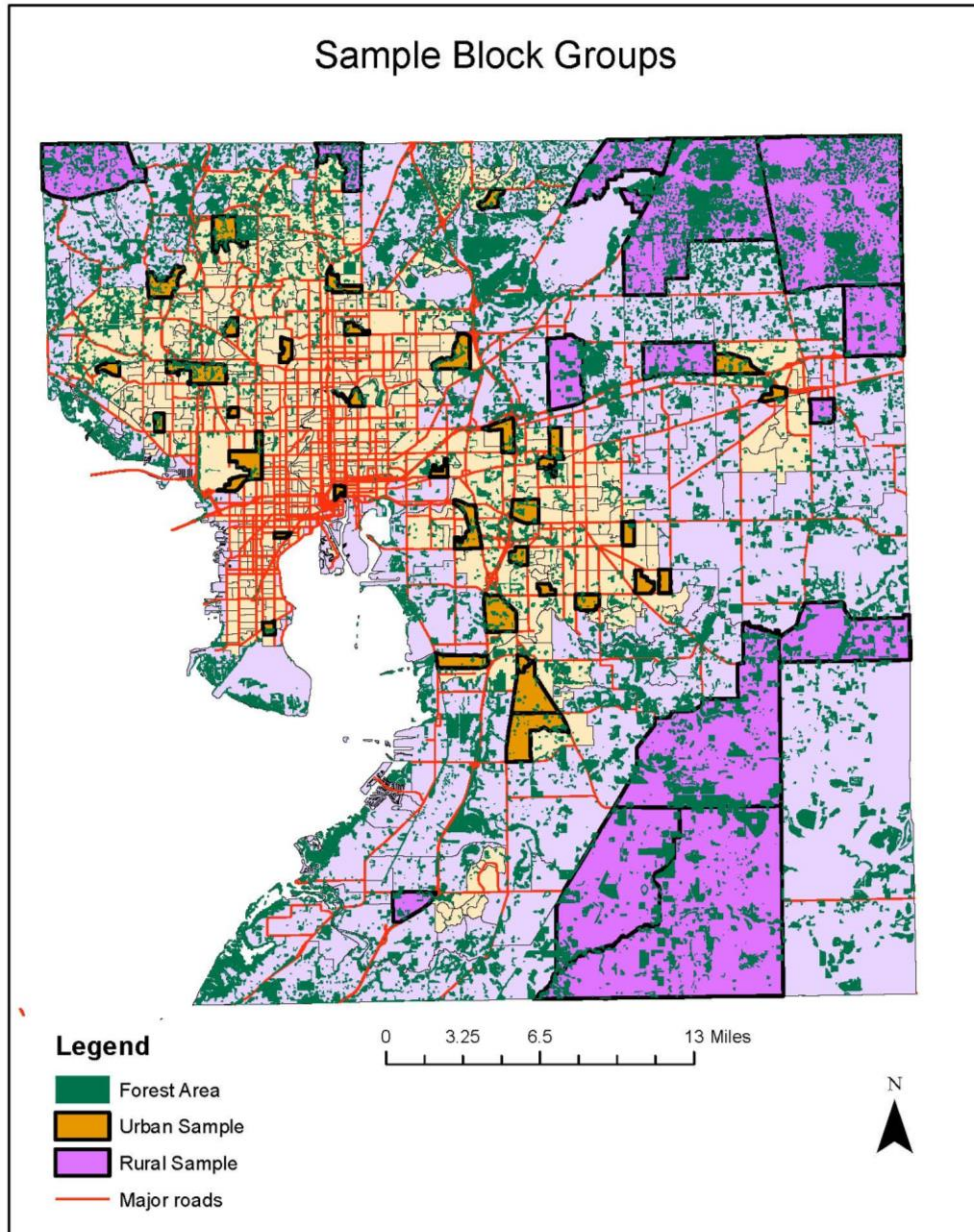 Sample Block Groups
0 3.25 6.5 13 Miles
Legend
Forest Area
Urban Sample
Rural Sample
Major roads
N